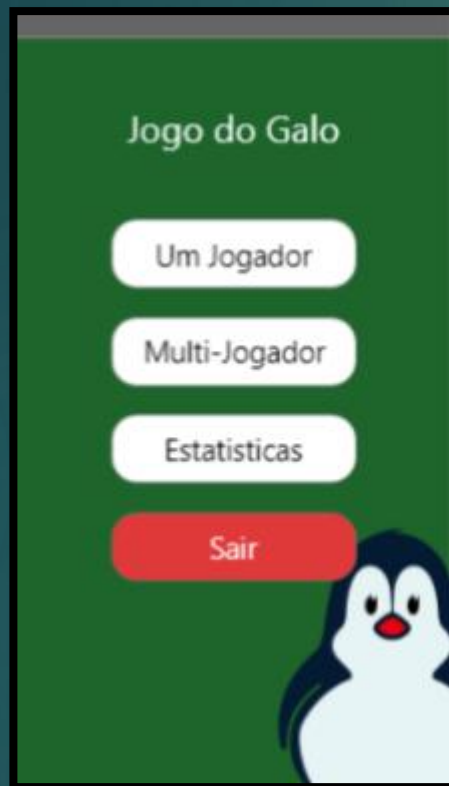 Jogo do Galo
Um Jogador
Multi-Jogador
Estatisticas
Sair